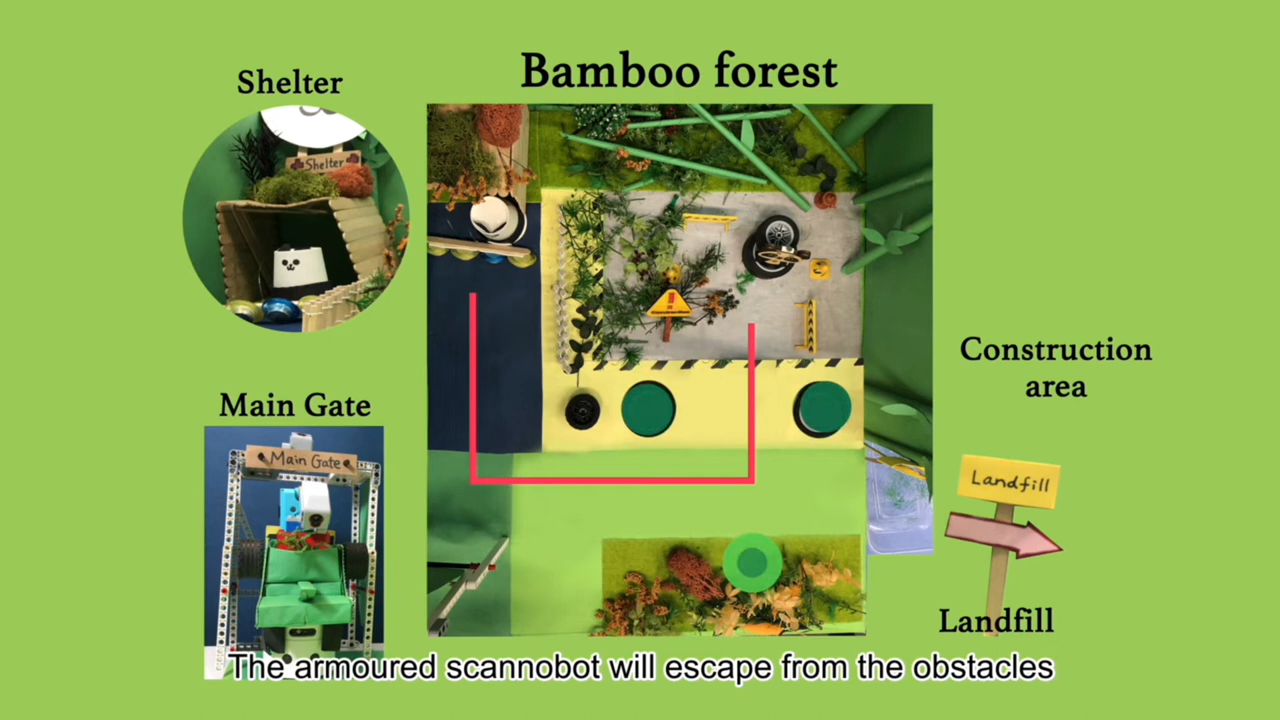 Bamboo forest
Shelter
Shelter
Main Gate
Main Gate
Construction
area
Landfill
Landfill
The armoured scannobot will escape from the obstacles